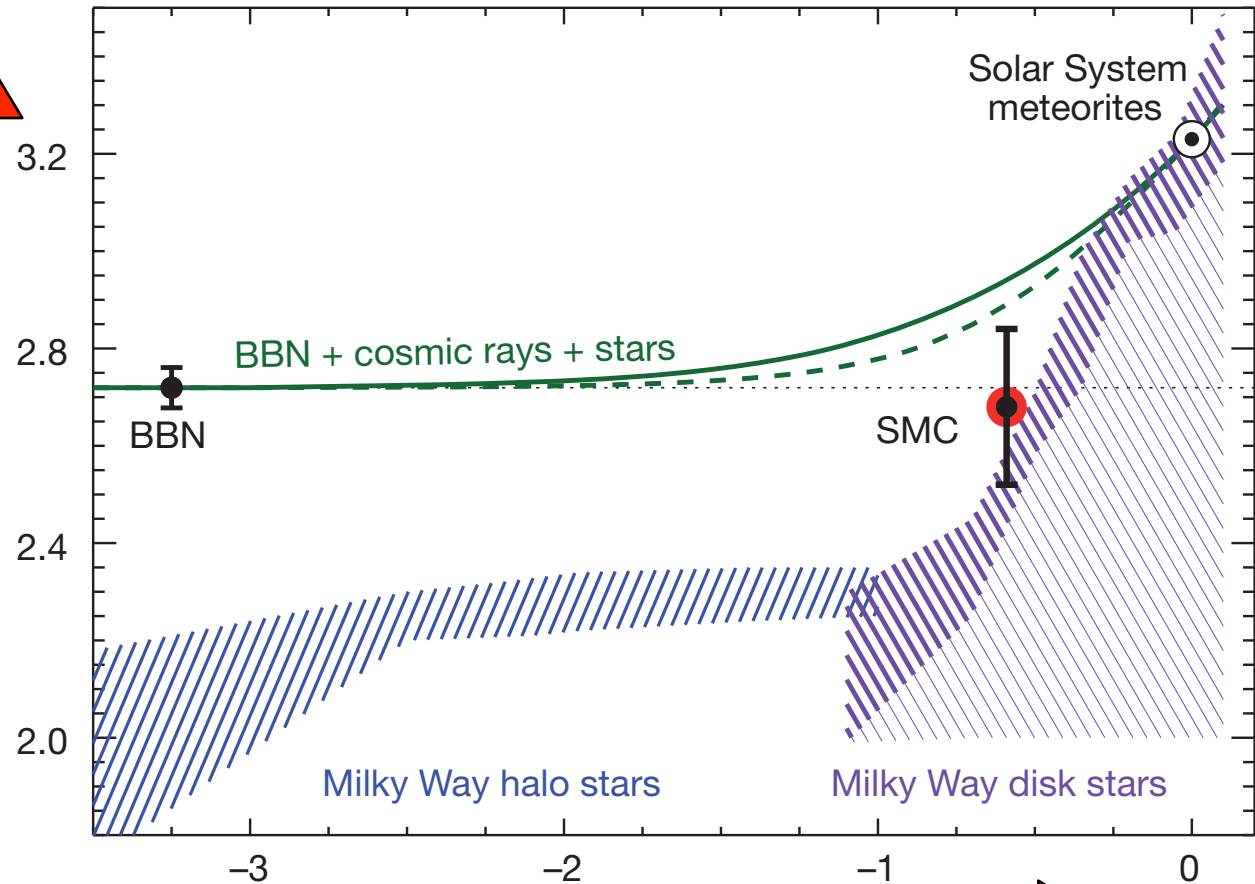 Solar System
meteorites
3.2
2.8
BBN + cosmic rays + stars
BBN
SMC
2.4
2.0
Milky Way halo stars
Milky Way disk stars
−3
−2
−1
0